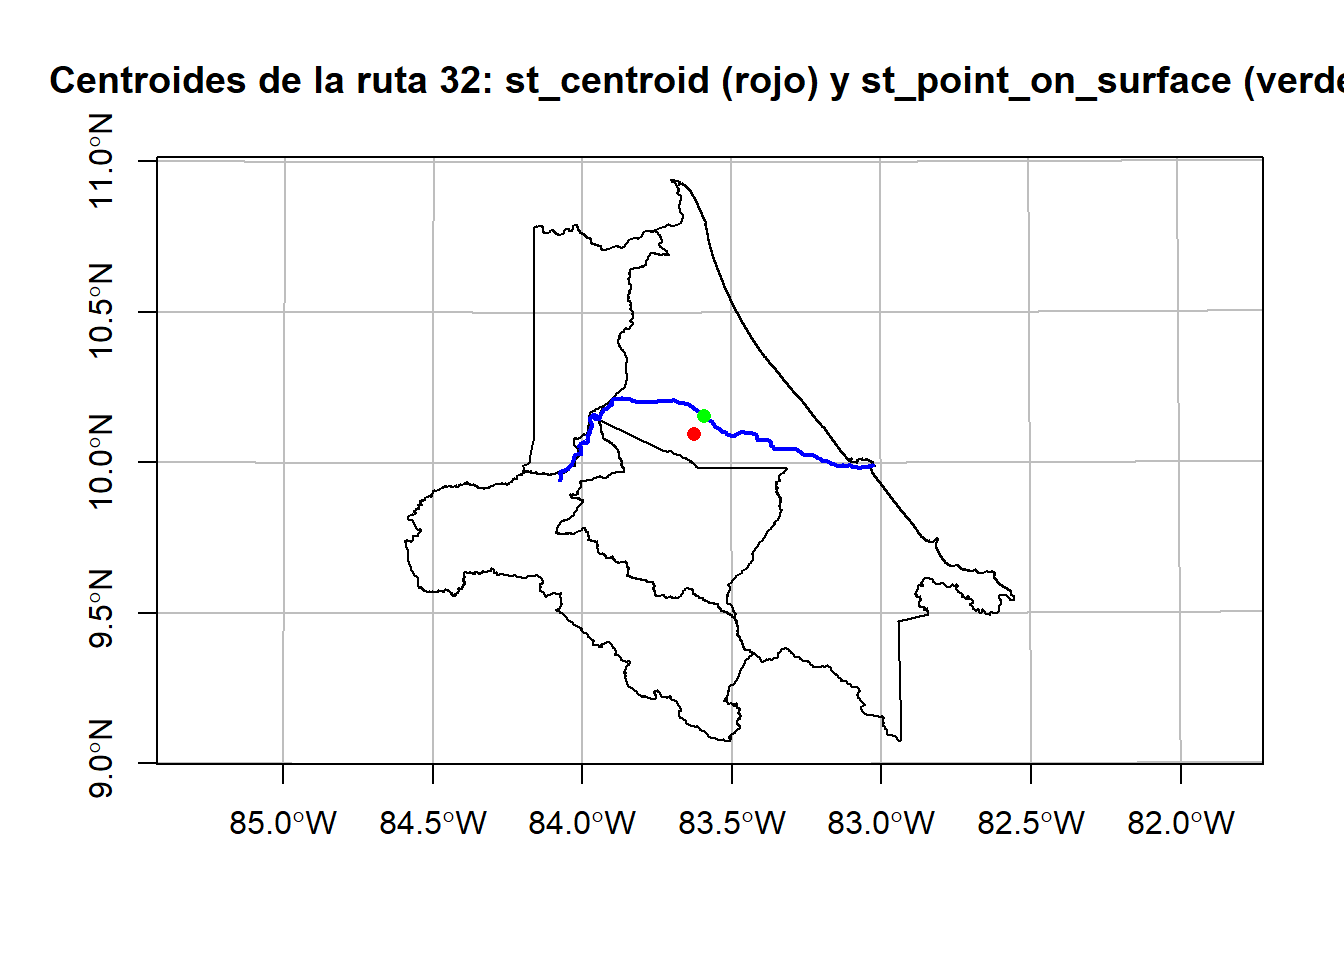 Centroides de la ruta 32: st_centroid (rojo) y st_point_on_surface (verde
11.0°N
10.5°N
10.0°N
9.5°N
9.0°N
85.0°W 84.5°W 84.0°W 83.5°W 83.0°W 82.5°W 82.0°W